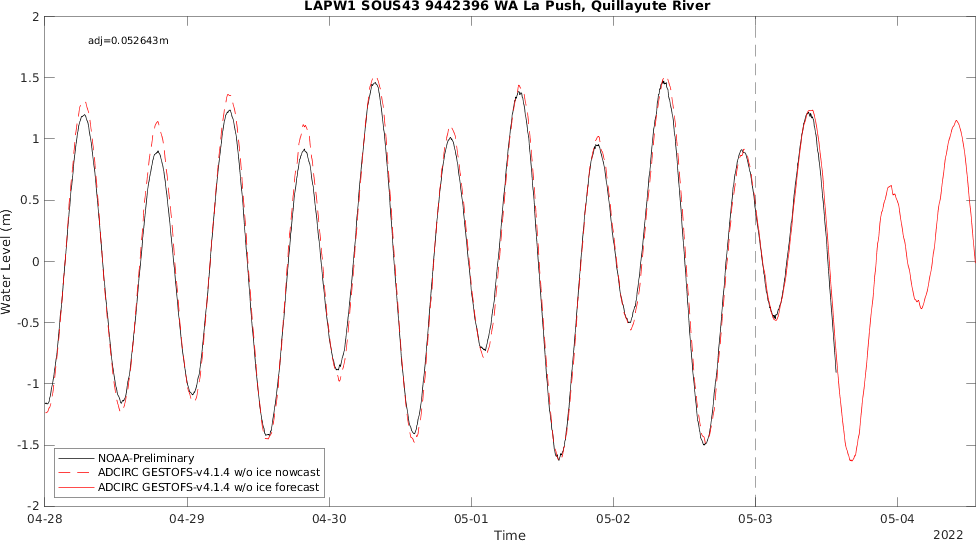 LAPW1 SOUS43 9442396 WA La Push, Quillayute River
adj=0.052643m
2
1.5
1
0.5
0
-0.5
-1
-1.5
-2
Water Level (m)
NOAA-Preliminary
ADCIRC GESTOFS-v4.1.4 w/o ice nowcast
ADCIRC GESTOFS-v4.1.4 w/o ice forecast
04-28 04-29 04-30 05-01 05-02 05-03 05-04
Time
2022